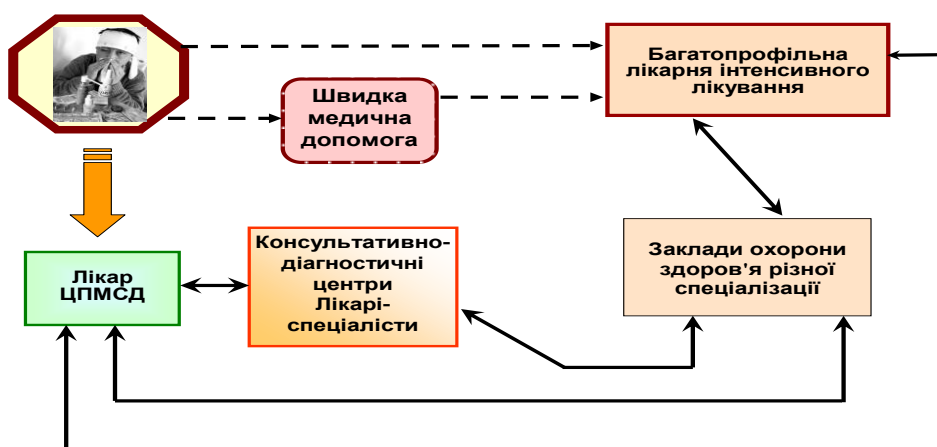 Багатопрофільна
лікарня інтенсивного
лікування
Швидка
медична
допомога
Лікар
ЦПМСД
Консультативно-
діагностичні
центри
Лікарі-
спеціалісти
Заклади охорони
здоров'я різної
спеціалізації